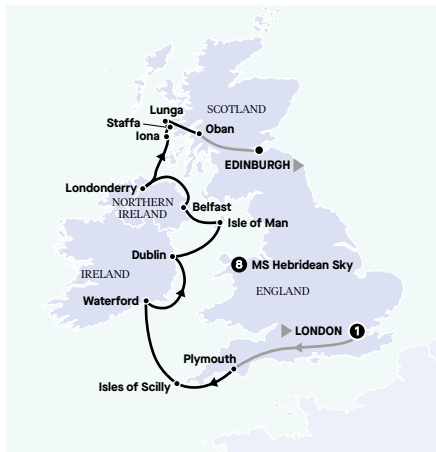 Lunga
SCOTLAND
Staffa
Oban
Iona
EDINBURGH
Londonderry
NORTHERN
IRELAND
Belfast
Isle of Man
Dublin
8 MS Hebridean Sky
IRELAND
ENGLAND
Waterford
LONDON 1
Plymouth
Isles of Scilly